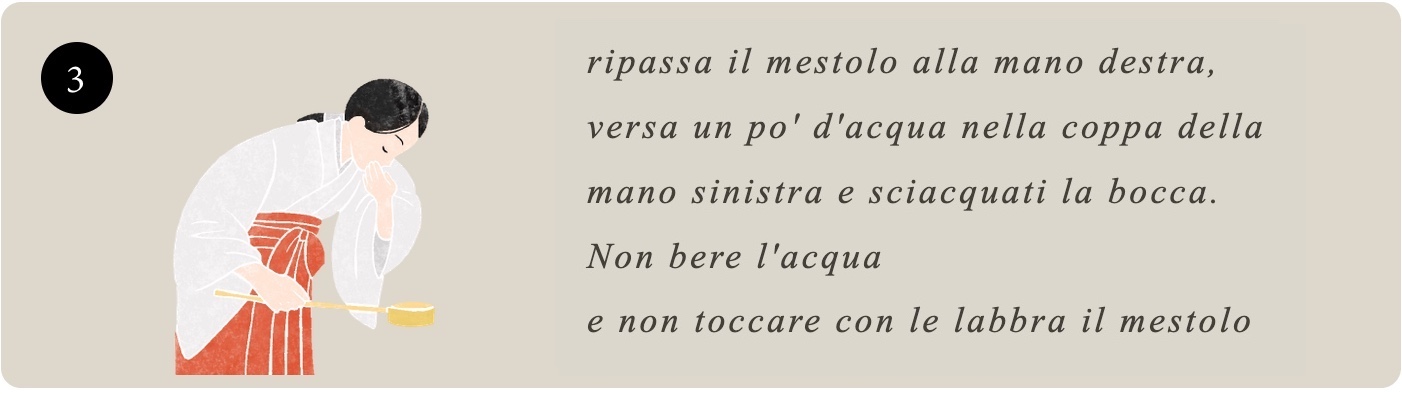 3
ripassa il mestolo alla mano destra,
versa un po' d'acqua nella coppa della
mano sinistra e sciacquati la bocca.
Non bere l'acqua
e non toccare con le labbra il mestolo